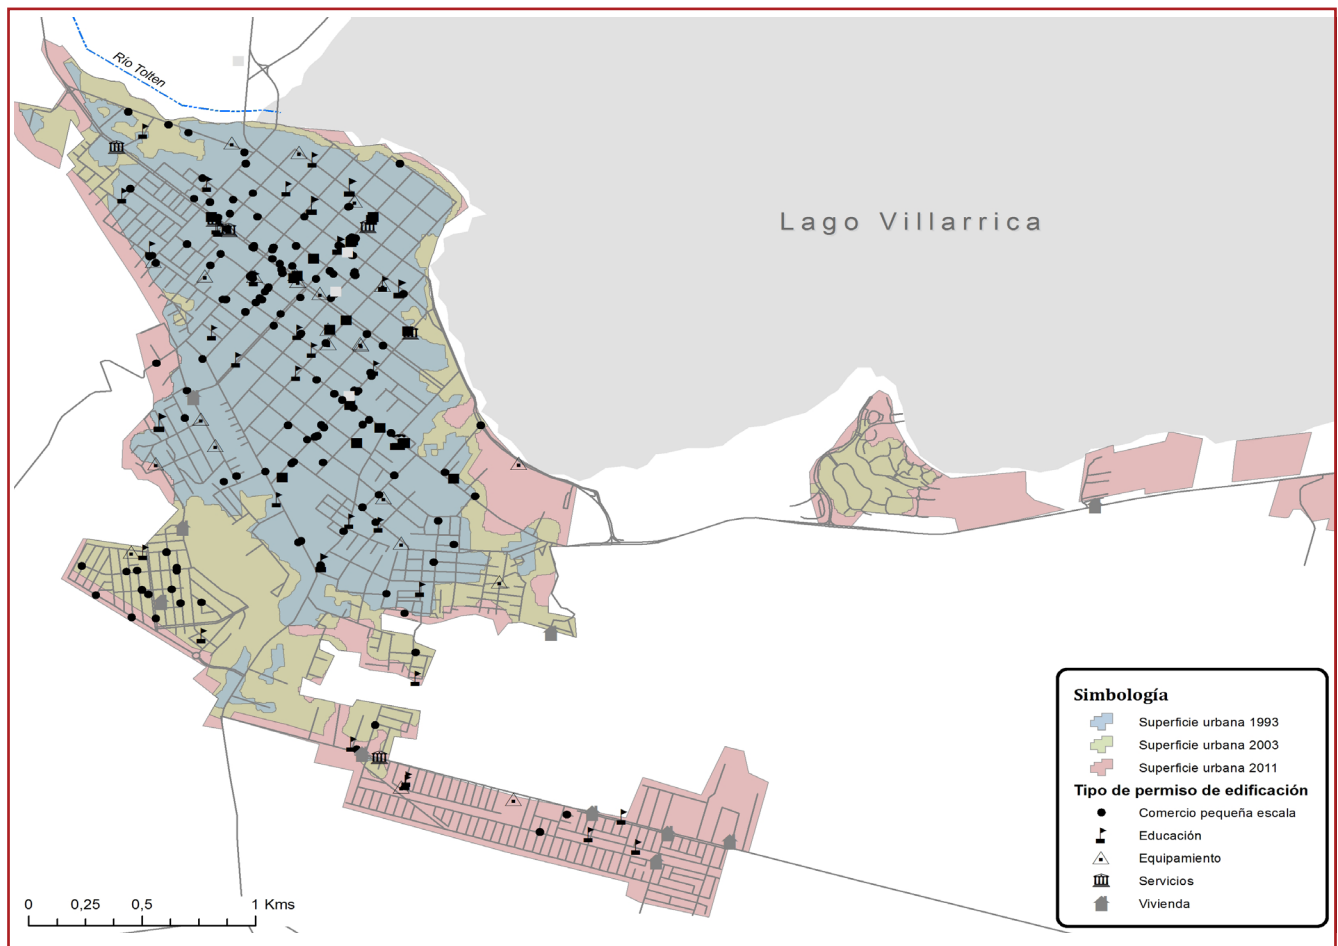 Río Tolten
Lago Villarrica
Simbología
Superficie urbana 1993
Superficie urbana 2003
Superficie urbana 2011
Tipo de permiso de edificación
Comercio pequeña escala
Educación
Equipamiento
Servicios
Vivienda
0 0,25 0,5 1 Kms